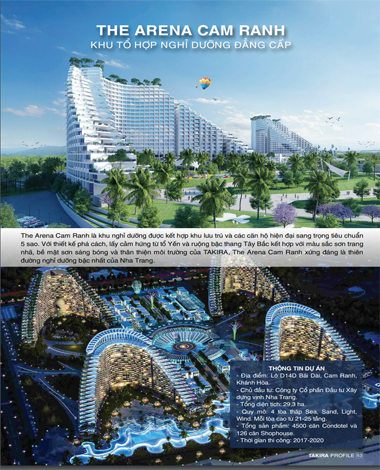 THE ARENA CAM RANH
KHU TỔ HỢP NGHỈ DƯỠNG ĐẲNG CẤP
The Arena Cam Ranh là khu nghỉ dưỡng được kết hợp khu lưu trú và các căn hộ hiện đại sang trọng tiêu chuẩn
5 sao. Với thiết kế phá cách, lấy cảm hứng từ tổ Yến và ruộng bậc thang Tây Bắc kết hợp với màu sắc sơn trang
nhã, bề mặt sơn sáng bóng và thân thiện môi trường của TAKIRA, The Arena Cam Ranh xứng đáng là thiên
đường nghỉ dưỡng bậc nhất của Nha Trang.
THÔNG TIN DỰ ÁN
- Địa điểm: Lô D14D Bãi Dài, Cam Ranh,
Khánh Hòa.
- Chủ đầu tư: Công ty Cổ phần Đầu tư Xây
dựng Vịnh Nha Trang.
- Tổng diện tích: 29.3 ha.
- Quy mô: 4 tòa tháp Sea, Sand, Light,
Wind. Mỗi tòa cao từ 21-25 tầng.
- Tổng sản phẩm: 4500 căn Condotel và
126 căn Shophouse.
- Thời gian thi công: 2017-2020
TAKIRA PROFILE 53